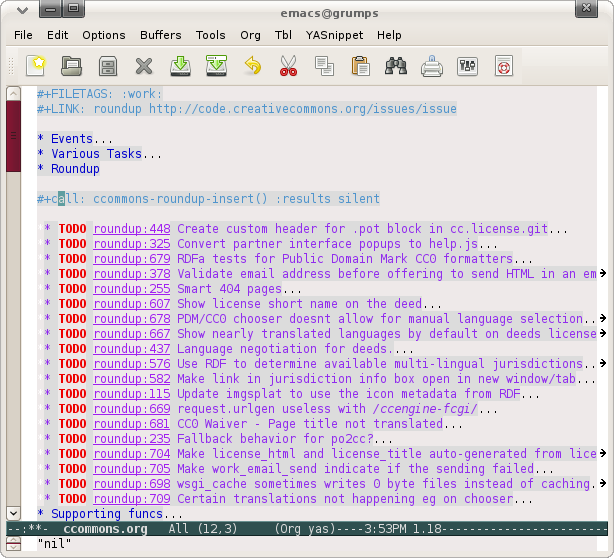 emacs@grumps
File Edit Options Buffers Tools Org Tbl YASnippet Help
#+FILETAGS: :work:
#+LINK: roundup http://code.creativecommons.org/issues/issue
* Events...
* Various Tasks...
* Roundup
#+call: ccommons-roundup-insert() :results silent
* TODO roundup:448 Create custom header for .pot block in cc.license.git...
* TODO roundup:325 Convert partner interface popups to help.js...
* TODO roundup:679 RDFa tests for Public Domain Mark CC0 formatters...
* TODO roundup:378 Validate email address before offering to send HTML in an em
* TODO roundup:255 Smart 404 pages...
* TODO roundup:607 Show license short name on the deed...
* TODO roundup:678 PDM/CC0 chooser doesnt allow for manual language selection..
* TODO roundup:667 Show nearly translated languages by default on deeds license
* TODO roundup:437 Language negotiation for deeds....
* TODO roundup:576 Use RDF to determine available multi-lingual jurisdictions..
* TODO roundup:582 Make link in jurisdiction info box open in new window/tab...
* TODO roundup:115 Update imgsplat to use the icon metadata from RDF...
* TODO roundup:669 request.urlgen useless with /ccengine-fcgi/...
* TODO roundup:681 CC0 Waiver - Page title not translated...
* TODO roundup:235 Fallback behavior for po2cc?...
* TODO roundup:704 Make license_html and license_title auto-generated from lice
* TODO roundup:705 Make work_email_send indicate if the sending failed...
* TODO roundup:698 wsgi_cache sometimes writes 0 byte files instead of caching.
* TODO roundup:709 Certain translations not happening eg on chooser...
* Supporting funcs...
--:**- ccommons.org All (12,3) (Org yas)----3:53PM 1.18-----------------------
"nil"